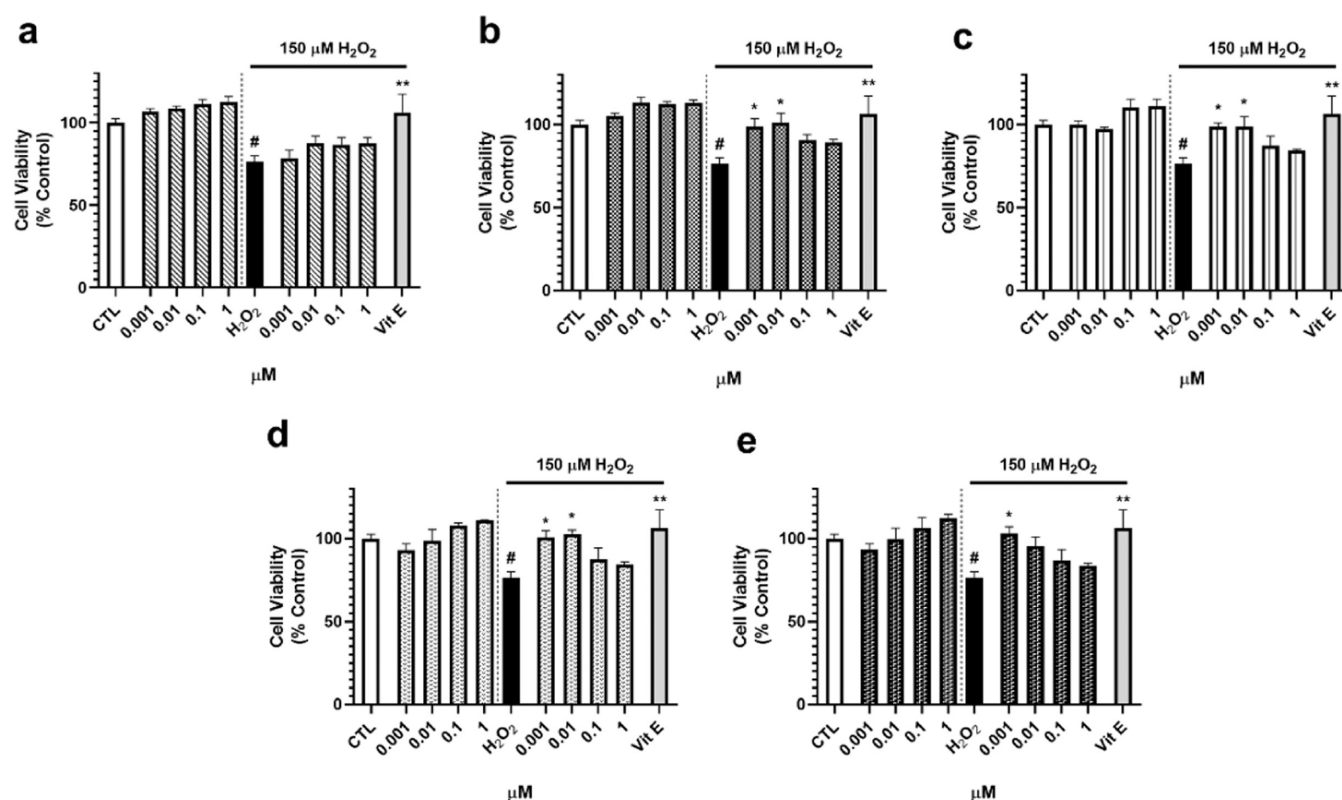 a
150 μM H₂O₂
Cell Viability
(% Control)
100
50
0
#
**
CTL 0.001 0.01 0.1 1 H₂O₂ 0.001 0.01 0.1 1 Vit E
μM
b
150 μM H₂O₂
Cell Viability
(% Control)
100
50
0
#
* * **
CTL 0.001 0.01 0.1 1 H₂O₂ 0.001 0.01 0.1 1 Vit E
μM
c
150 μM H₂O₂
Cell Viability
(% Control)
100
50
0
#
* * **
CTL 0.001 0.01 0.1 1 H₂O₂ 0.001 0.01 0.1 1 Vit E
μM
d
150 μM H₂O₂
Cell Viability
(% Control)
100
50
0
#
* * **
CTL 0.001 0.01 0.1 1 H₂O₂ 0.001 0.01 0.1 1 Vit E
μM
e
150 μM H₂O₂
Cell Viability
(% Control)
100
50
0
#
* **
CTL 0.001 0.01 0.1 1 H₂O₂ 0.001 0.01 0.1 1 Vit E
μM